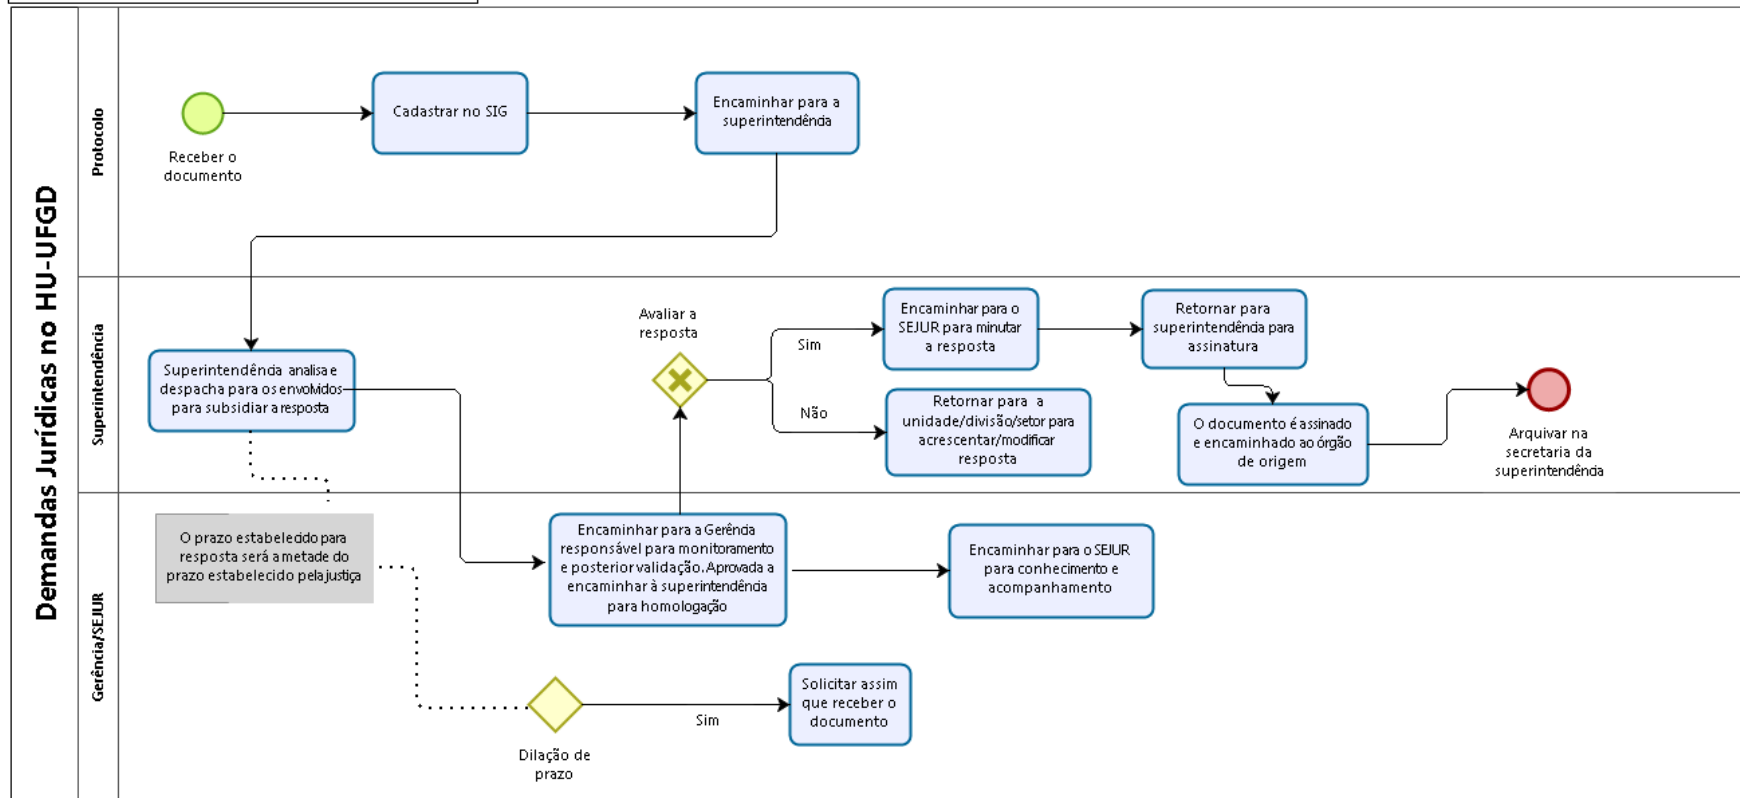 Demandas Jurídicas no HU-UFGD
Protocolo
Receber o
documento
Cadastrar no SIG
Encaminhar para a
superintendência
Superintendência
Superintendência analisa e
despacha para os envolvidos
para subsidiar a resposta
Avaliar a
resposta
Sim
Não
Encaminhar para o
SEJUR para minutar
a resposta
Retornar para a
unidade/divisão/setor para
acrescentar/modificar
resposta
Retornar para
superintendência para
assinatura
O documento é assinado
e encaminhado ao órgão
de origem
Arquivar na
secretaria da
superintendência
Gerência/SEJUR
O prazo estabelecido para
resposta será a metade do
prazo estabelecido pela justiça
Encaminhar para a Gerência
responsável para monitoramento
e posterior validação. Aprovada a
encaminhar à superintendência
para homologação
Encaminhar para o SEJUR
para conhecimento e
acompanhamento
Dilação de
prazo
Sim
Solicitar assim
que receber o
documento